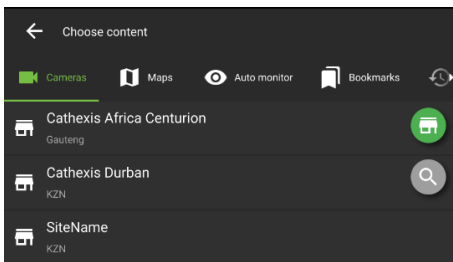 Choose content
Cameras Maps Auto monitor Bookmarks
Cathexis Africa Centurion
Gauteng
Cathexis Durban
KZN
SiteName
KZN